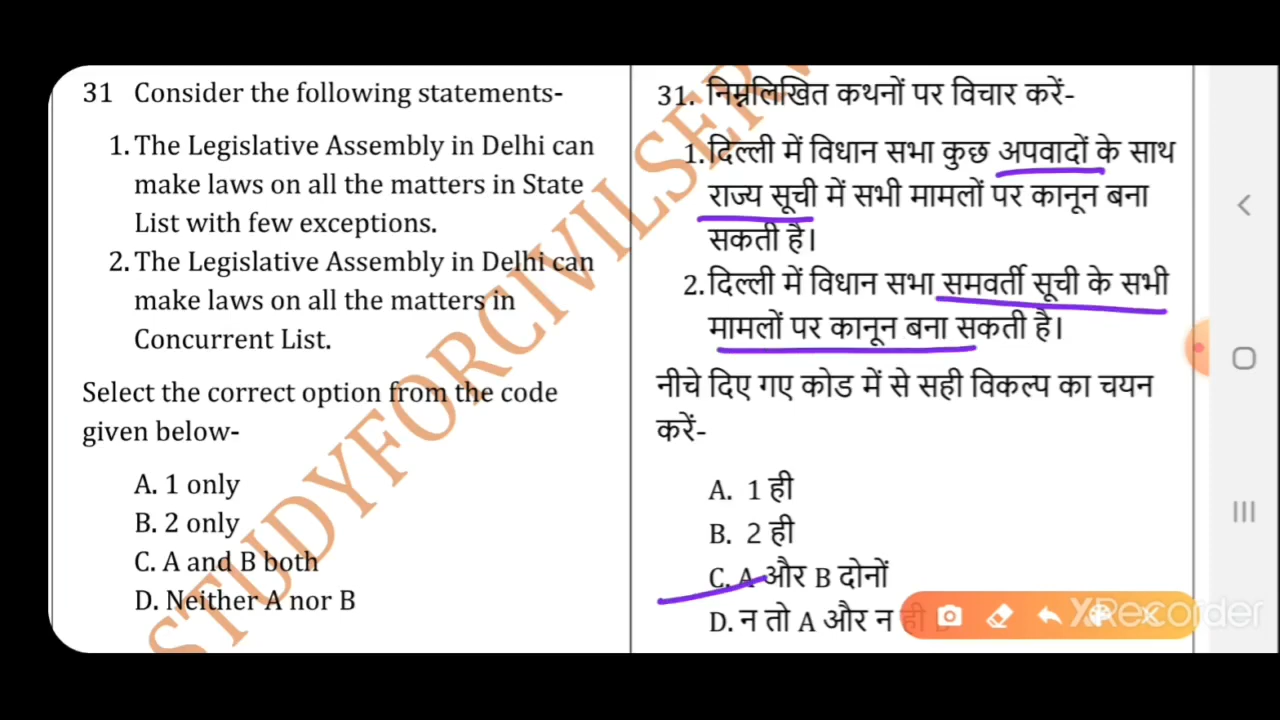 31 Consider the following statements-
1. The Legislative Assembly in Delhi can
make laws on all the matters in State
List with few exceptions.
2. The Legislative Assembly in Delhi can
make laws on all the matters in
Concurrent List.
Select the correct option from the code
given below-
A. 1 only
B. 2 only
C. A and B both
D. Neither A nor B
31. निम्नलिखित कथनों पर विचार करें-
1. दिल्ली में विधान सभा कुछ अपवादों के साथ
राज्य सूची में सभी मामलों पर कानून बना
सकती है।
2. दिल्ली में विधान सभा समवर्ती सूची के सभी
मामलों पर कानून बना सकती है।
नीचे दिए गए कोड में से सही विकल्प का चयन
करें-
A. 1 ही
B. 2 ही
C. A और B दोनों
D. न तो A और न ही B
STUDYFORCIVILSERV
XRecorder